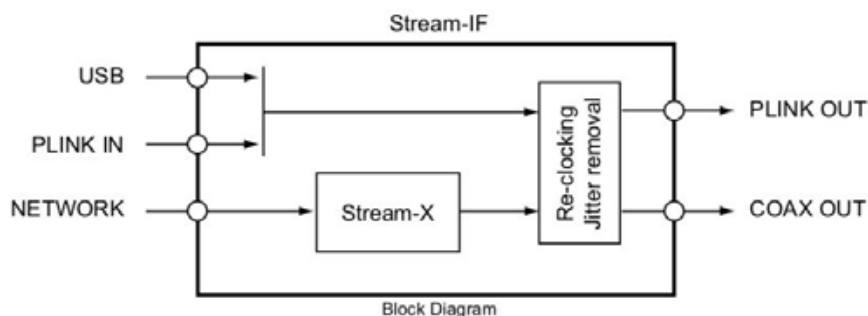 Stream-IF
USB
PLINK IN
NETWORK
Stream-X
Re-clocking
Jitter removal
PLINK OUT
COAX OUT
Block Diagram